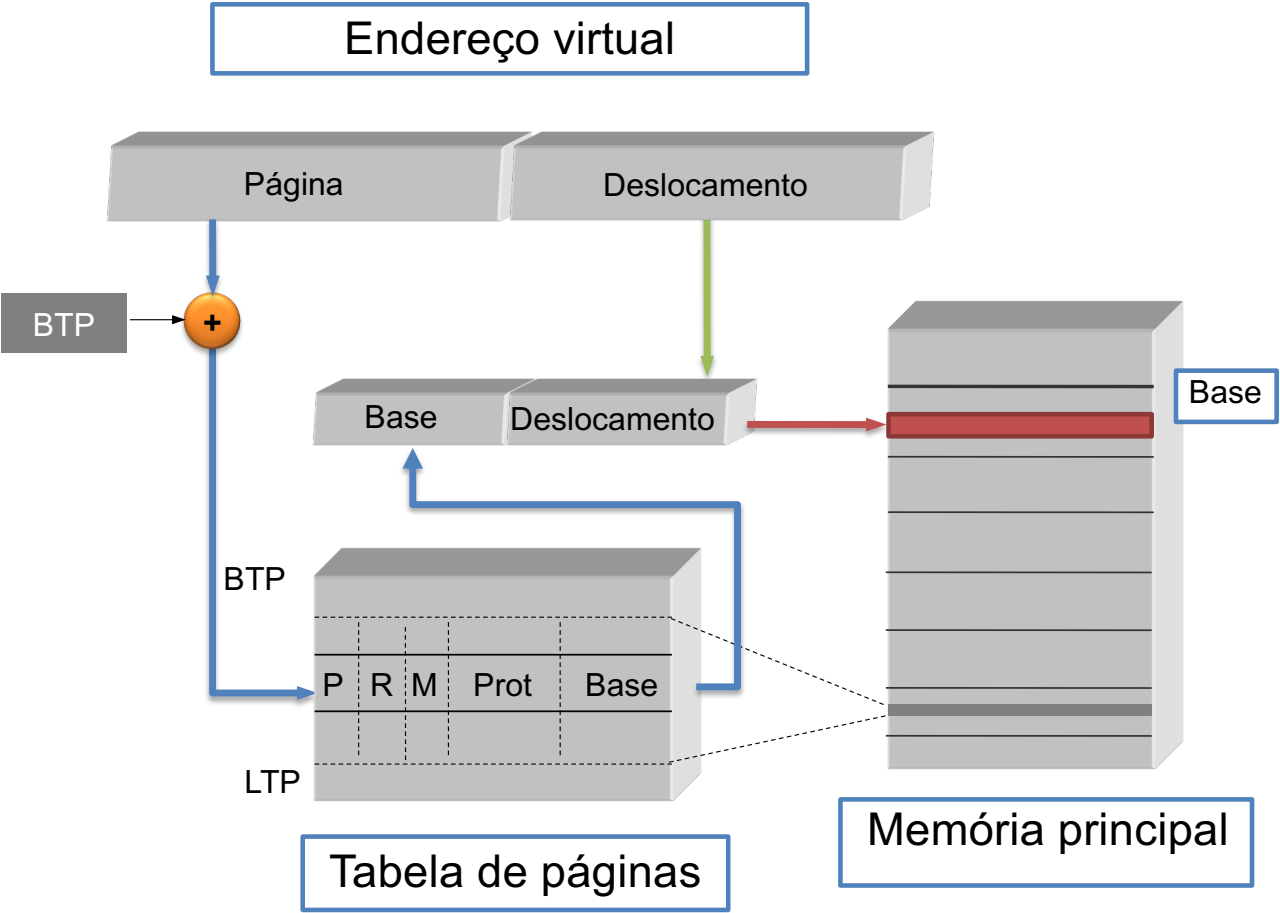 Endereço virtual
Página
Deslocamento
BTP
+
Base
Deslocamento
Base
BTP
P R M Prot Base
LTP
Memória principal
Tabela de páginas